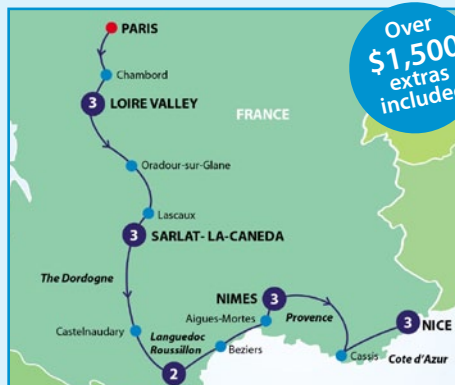 Over
$1,500
extras
included
PARIS
Chambord
3 LOIRE VALLEY
FRANCE
Oradour-sur-Glane
Lascaux
3 SARLAT- LA-CANEDA
The Dordogne
NIMES 3
Aigues-Mortes
Provence
3 NICE
Castelnaudary
Languedoc
Roussillon
Beziers
Cassis
Cote d'Azur
2